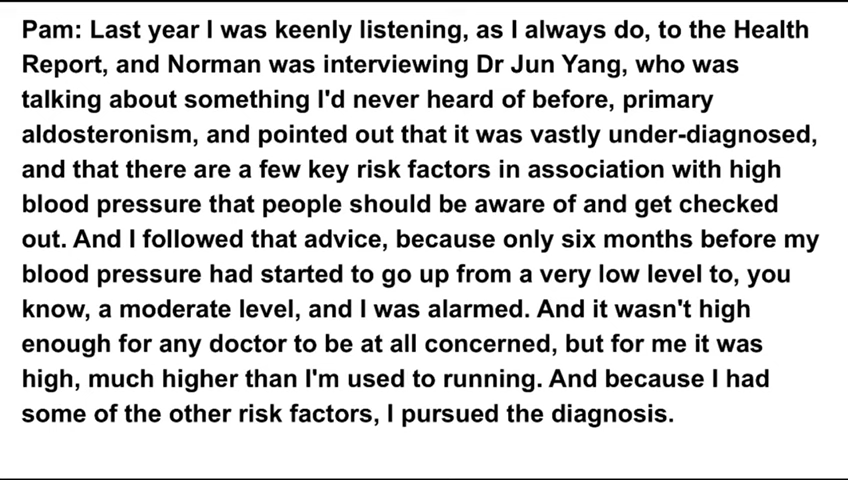 Pam: Last year I was keenly listening, as I always do, to the Health
Report, and Norman was interviewing Dr Jun Yang, who was
talking about something I'd never heard of before, primary
aldosteronism, and pointed out that it was vastly under-diagnosed,
and that there are a few key risk factors in association with high
blood pressure that people should be aware of and get checked
out. And I followed that advice, because only six months before my
blood pressure had started to go up from a very low level to, you
know, a moderate level, and I was alarmed. And it wasn't high
enough for any doctor to be at all concerned, but for me it was
high, much higher than I'm used to running. And because I had
some of the other risk factors, I pursued the diagnosis.